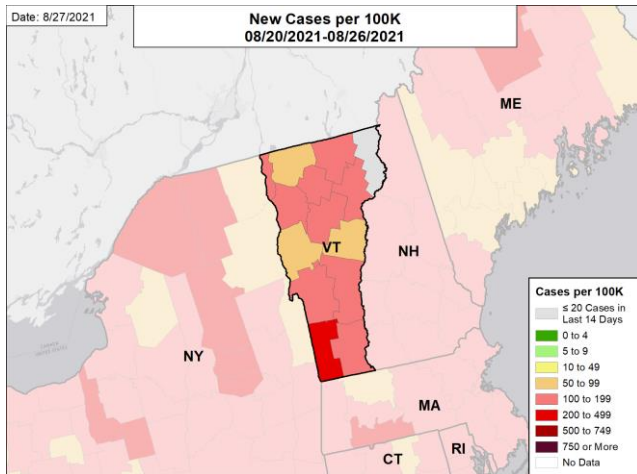 Date: 8/27/2021
New Cases per 100K
08/20/2021-08/26/2021
ME
VT
NH
NY
MA
CT
RI
Cases per 100K
≤ 20 Cases in
Last 14 Days
0 to 4
5 to 9
10 to 49
50 to 99
100 to 199
200 to 499
500 to 749
750 or More
No Data